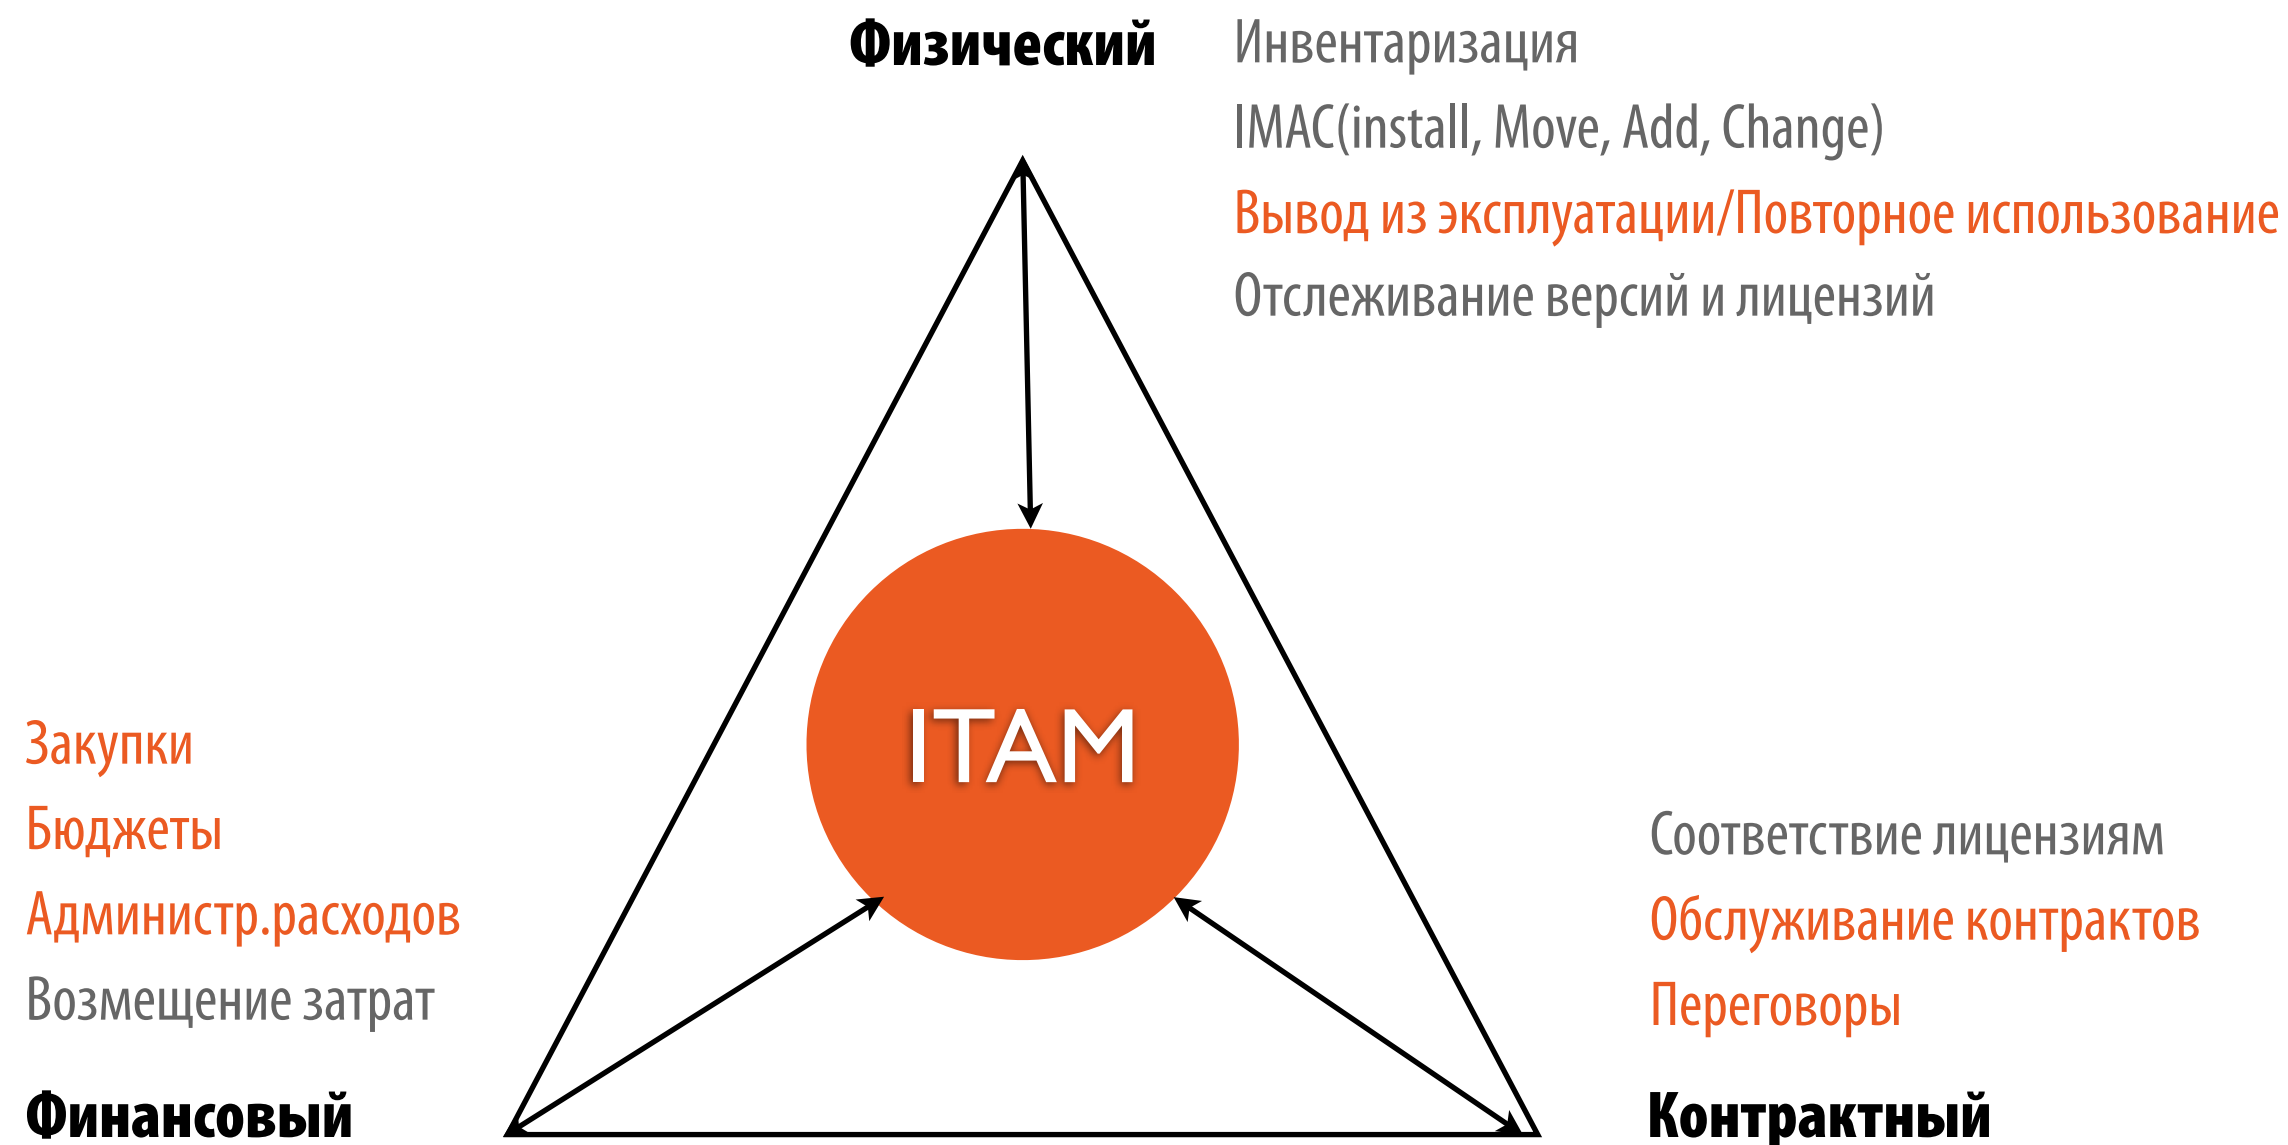 Физический
Инвентаризация
IMAC(install, Move, Add, Change)
Вывод из эксплуатации/Повторное использование
Отслеживание версий и лицензий
ITAM
Закупки
Бюджеты
Администр.расходов
Возмещение затрат
Финансовый
Соответствие лицензиям
Обслуживание контрактов
Переговоры
Контрактный